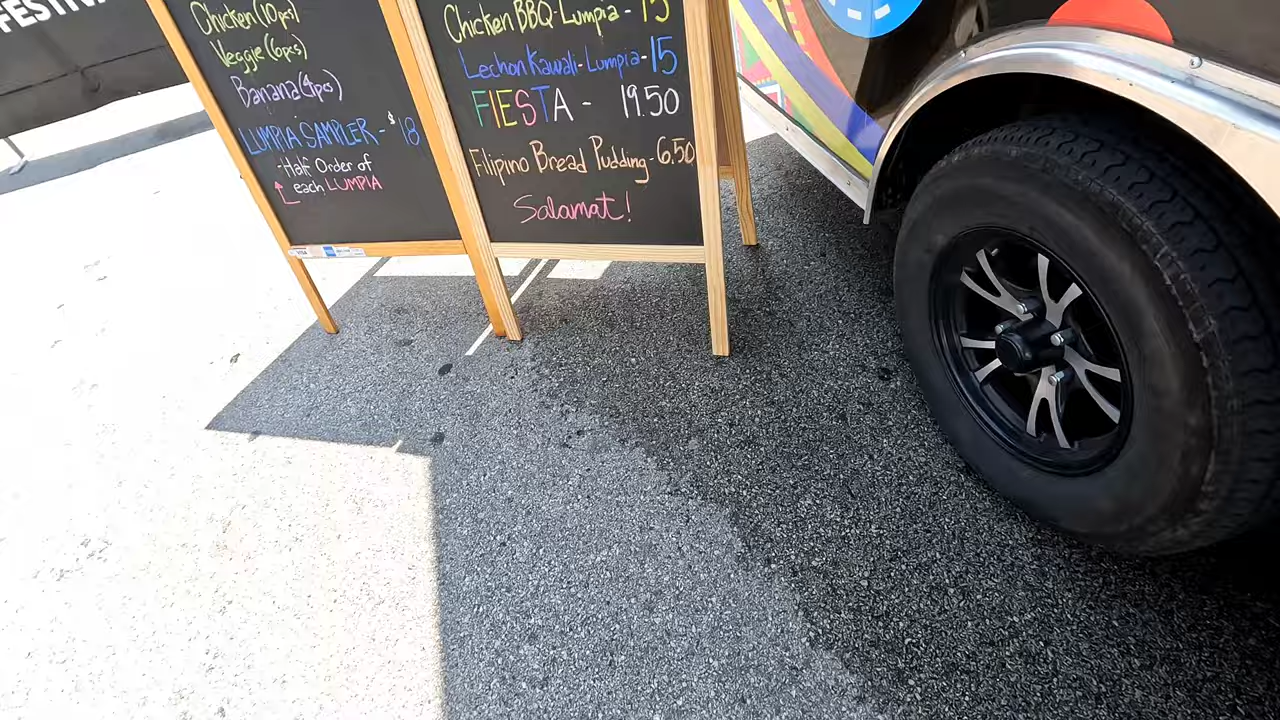 FESTIV
Chicken (10pcs)
Veggie (6pcs)
Banana (4pcs)
LUMPIA SAMPLER - $18
- Half Order of
each LUMPIA
VISA
Chicken BBQ-Lumpia - 15
Lechon Kawali-Lumpia - 15
FIESTA - 19.50
Filipino Bread Pudding - 6.50
Salamat!